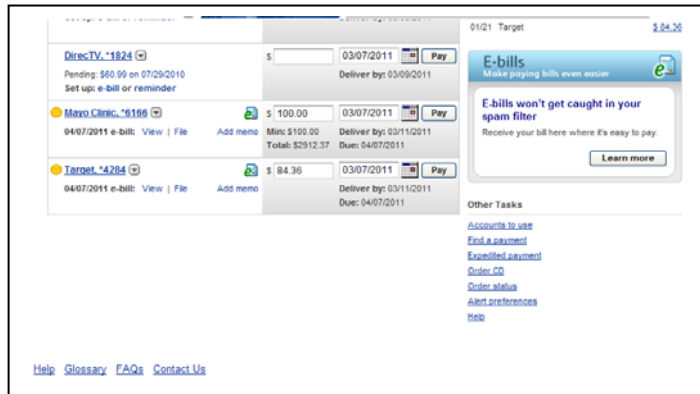 Set up: e-bill or reminder
01/21 Target $ 84.36
DirecTV, *1824
$ 03/07/2011 Pay
Pending: $60.99 on 07/29/2010
Deliver by: 03/09/2011
Set up: e-bill or reminder
Mayo Clinic, *6166
$ 100.00 03/07/2011 Pay
04/07/2011 e-bill: View | File Add memo
Min: $100.00 Deliver by: 03/11/2011
Total: $2912.37 Due: 04/07/2011
Target, *4284
$ 84.36 03/07/2011 Pay
04/07/2011 e-bill: View | File Add memo
Deliver by: 03/11/2011
Due: 04/07/2011
E-bills
Make paying bills even easier
E-bills won't get caught in your
spam filter
Receive your bill here where it's easy to pay.
Learn more
Other Tasks
Accounts to use
Find a payment
Expedited payment
Order CD
Order status
Alert preferences
Help
Help Glossary FAQs Contact Us